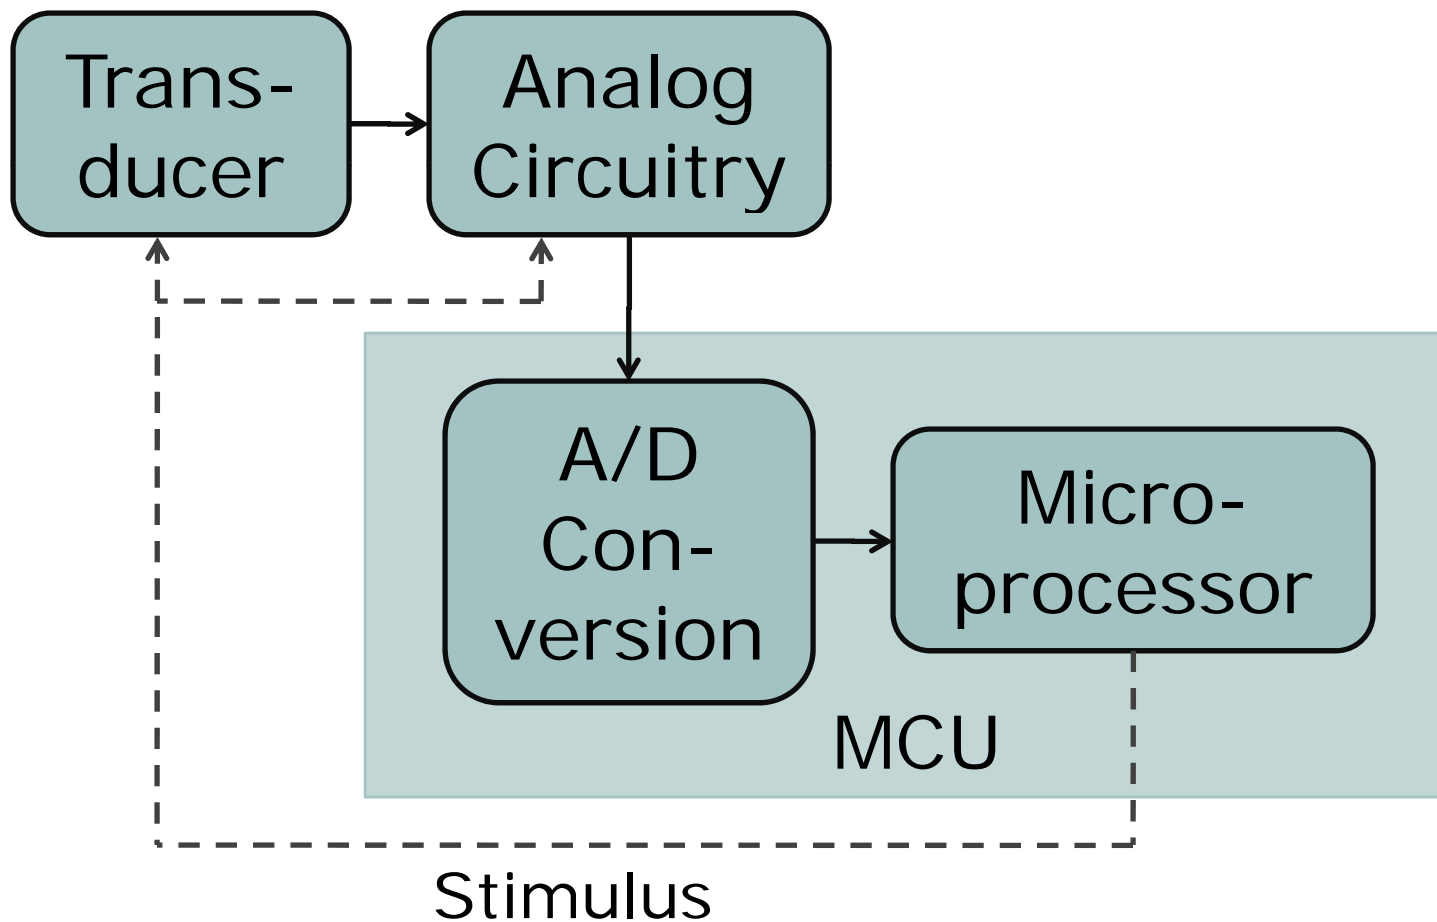 Trans-
ducer
Analog
Circuitry
A/D
Con-
version
Micro-
processor
MCU
Stimulus